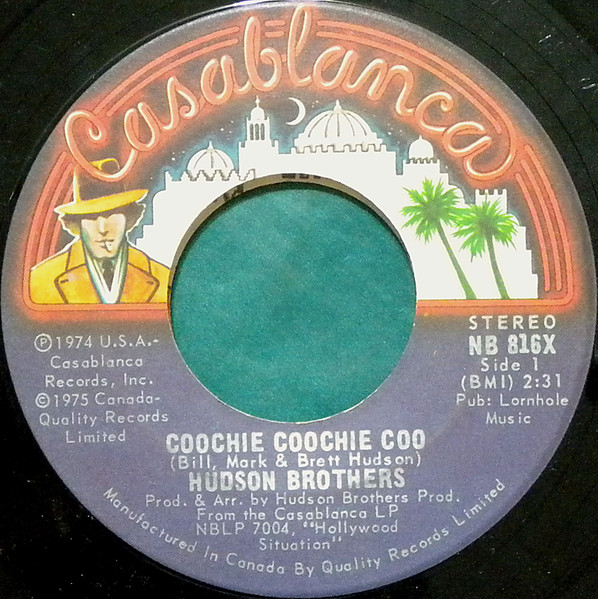 Casablanca
Ⓟ1974 U.S.A.-
Casablanca
Records, Inc.
©1975 Canada-
Quality Records
Limited
STEREO
NB 816X
Side 1
(BMI) 2:31
Pub: Lornhole
Music
COOCHIE COOCHIE COO
(Bill, Mark & Brett Hudson)
HUDSON BROTHERS
Prod. & Arr. by Hudson Brothers Prod.
From the Casablanca LP
NBLP 7004, "Hollywood
Situation"
Manufactured In Canada By Quality Records Limited